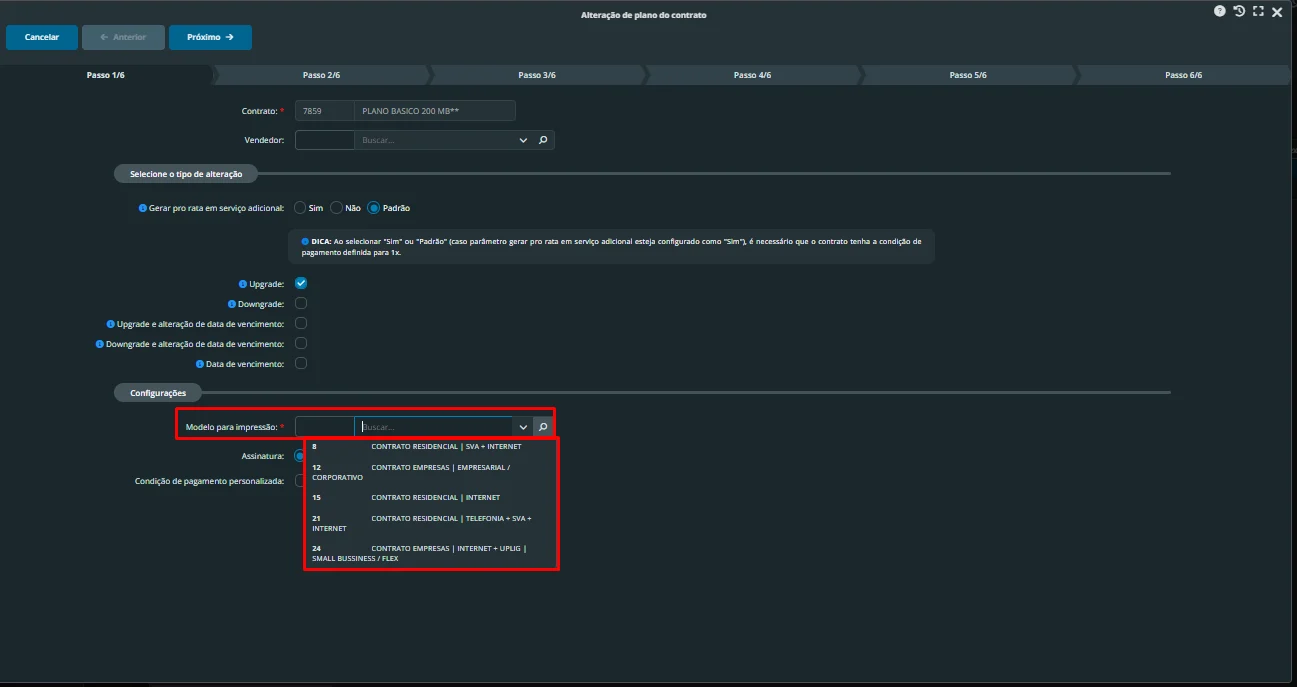 Alteração de plano do contrato
Cancelar
Anterior
Próximo
Passo 1/6
Passo 2/6
Passo 3/6
Passo 4/6
Passo 5/6
Passo 6/6
Contrato: * 7859 PLANO BASICO 200 MB**
Vendedor: Buscar...
Selecione o tipo de alteração
Gerar pro rata em serviço adicional: Sim Não Padrão
DICA: Ao selecionar "Sim" ou "Padrão" (caso parâmetro gerar pro rata em serviço adicional esteja configurado como "Sim"), é necessário que o contrato tenha a condição de
pagamento definida para 1x.
Upgrade:
Downgrade:
Upgrade e alteração de data de vencimento:
Downgrade e alteração de data de vencimento:
Data de vencimento:
Configurações
Modelo para impressão: * Buscar...
8 CONTRATO RESIDENCIAL | SVA + INTERNET
Assinatura:
12 CONTRATO EMPRESAS | EMPRESARIAL /
CORPORATIVO
Condição de pagamento personalizada:
15 CONTRATO RESIDENCIAL | INTERNET
21 CONTRATO RESIDENCIAL | TELEFONIA + SVA +
INTERNET
24 CONTRATO EMPRESAS | INTERNET + UPLIG |
SMALL BUSSINESS / FLEX